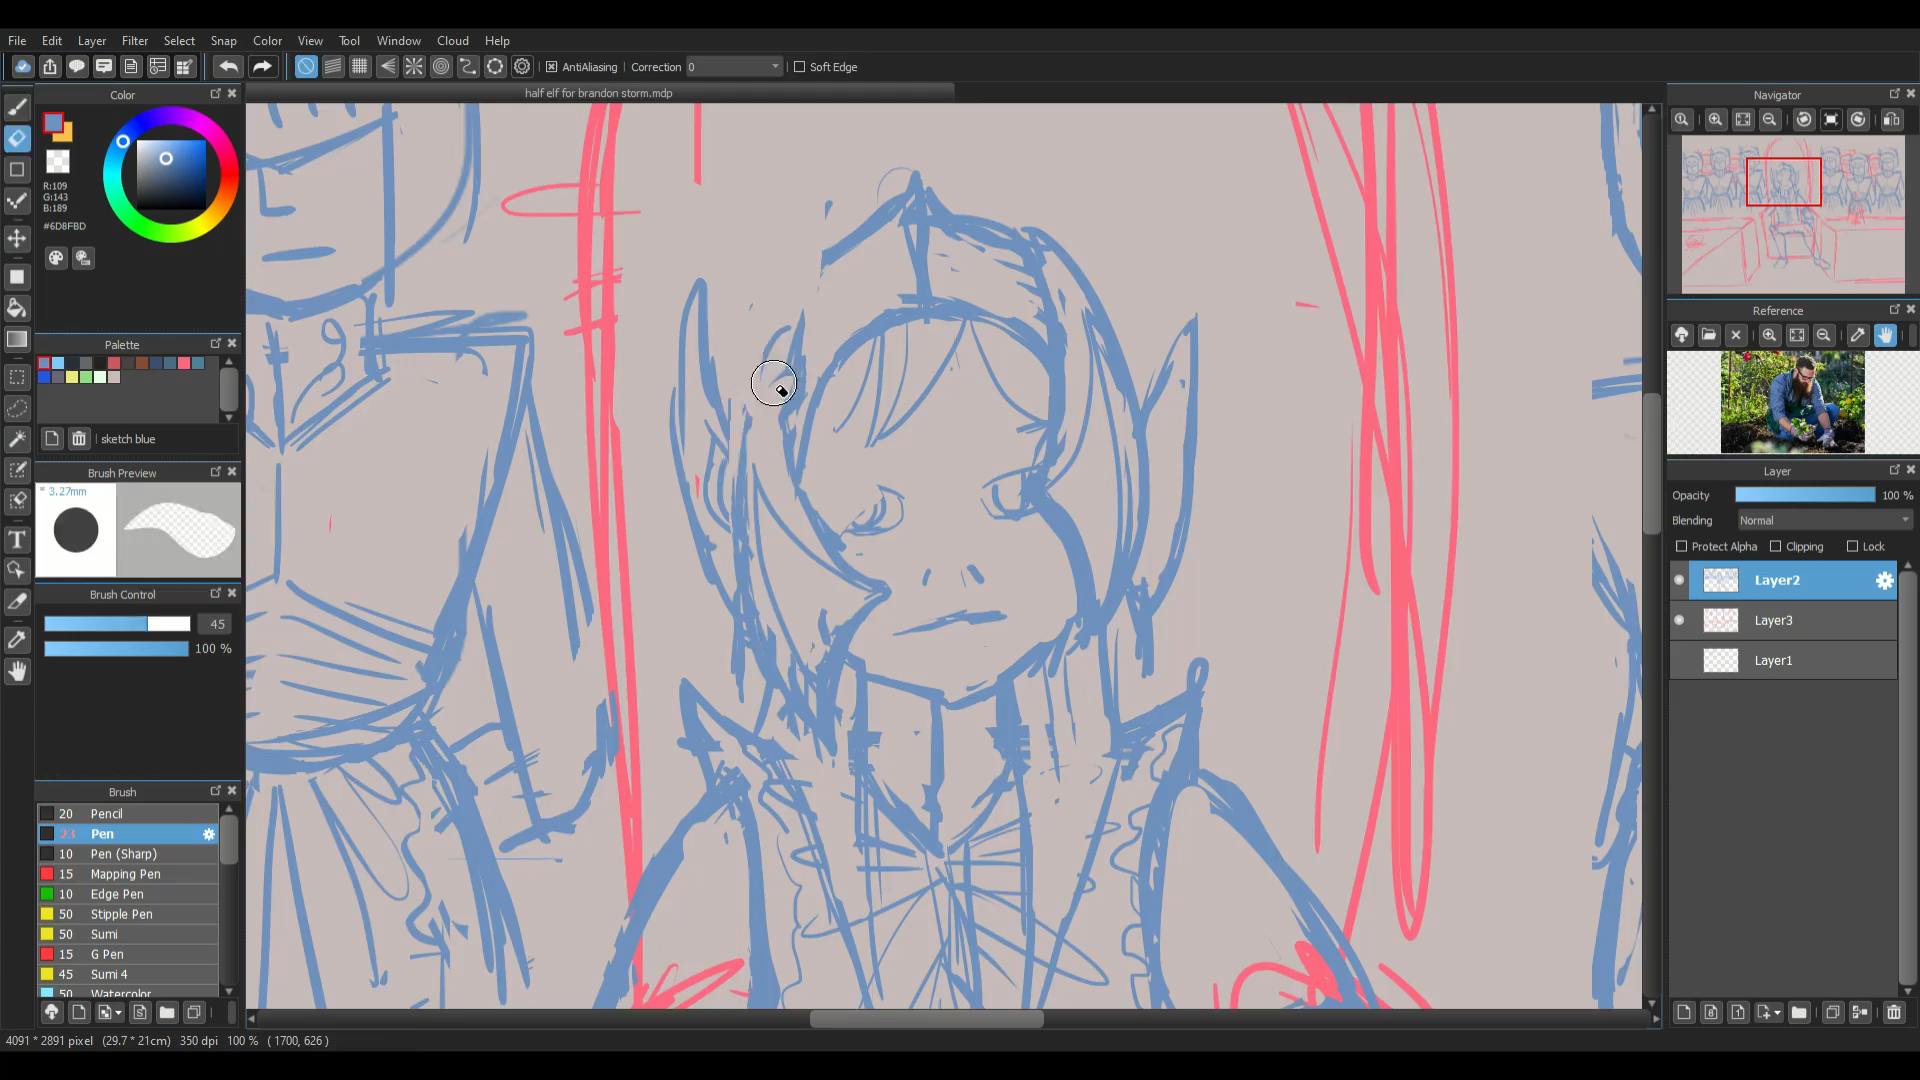 File Edit Layer Filter Select Snap Color View Tool Window Cloud Help
AntiAliasing Correction 0 Soft Edge
Color
half elf for brandon storm.mdp
Navigator
R:109
G:143
B:189
#6D8FBD
Reference
Palette
sketch blue
Brush Preview
* 3.27mm
Layer
Opacity 100 %
Blending Normal
Protect Alpha Clipping Lock
Layer2
Layer3
Layer1
Brush Control
45
100 %
Brush
20 Pencil
23 Pen
10 Pen (Sharp)
15 Mapping Pen
10 Edge Pen
50 Stipple Pen
50 Sumi
15 G Pen
45 Sumi 4
50 Watercolor
4091 * 2891 pixel (29.7 * 21cm) 350 dpi 100 % ( 1700, 626 )